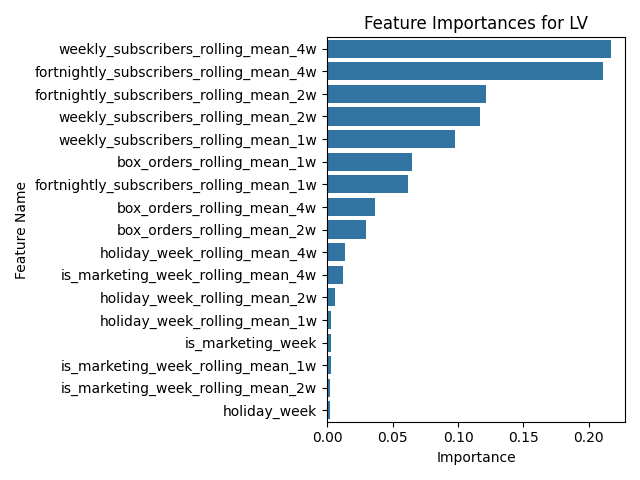 Feature Importances for LV
weekly_subscribers_rolling_mean_4w
fortnightly_subscribers_rolling_mean_4w
fortnightly_subscribers_rolling_mean_2w
weekly_subscribers_rolling_mean_2w
weekly_subscribers_rolling_mean_1w
box_orders_rolling_mean_1w
fortnightly_subscribers_rolling_mean_1w
box_orders_rolling_mean_4w
box_orders_rolling_mean_2w
holiday_week_rolling_mean_4w
is_marketing_week_rolling_mean_4w
holiday_week_rolling_mean_2w
holiday_week_rolling_mean_1w
is_marketing_week
is_marketing_week_rolling_mean_1w
is_marketing_week_rolling_mean_2w
holiday_week
Feature Name
0.00 0.05 0.10 0.15 0.20
Importance